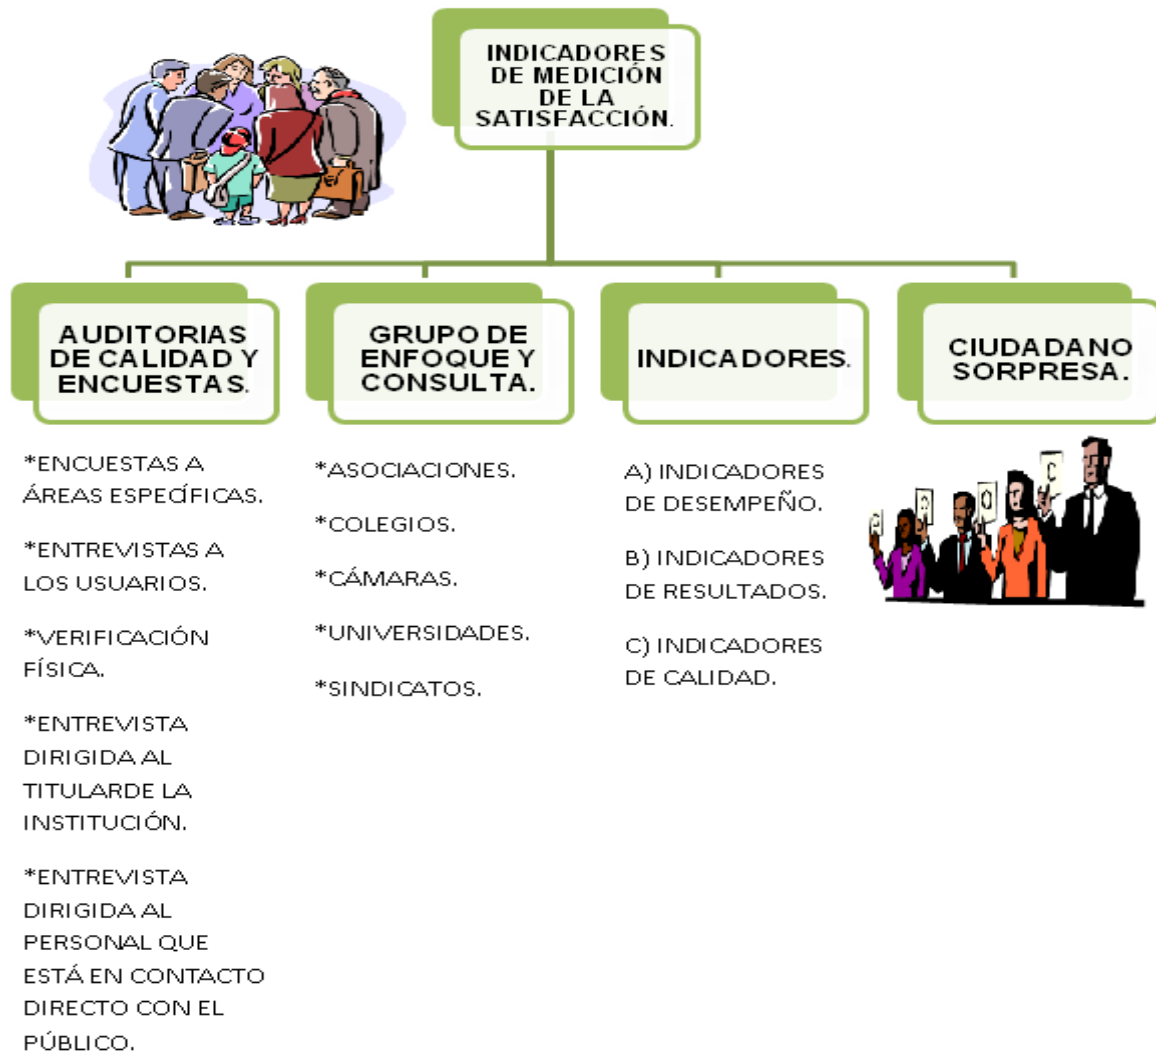 INDICADORES
DE MEDICIÓN
DE LA
SATISFACCIÓN.
AUDITORIAS
DE CALIDAD Y
ENCUESTAS.
*ENCUESTAS A
ÁREAS ESPECÍFICAS.
*ENTREVISTAS A
LOS USUARIOS.
*VERIFICACIÓN
FÍSICA.
*ENTREVISTA
DIRIGIDA AL
TITULARDE LA
INSTITUCIÓN.
*ENTREVISTA
DIRIGIDA AL
PERSONAL QUE
ESTÁ EN CONTACTO
DIRECTO CON EL
PÚBLICO.
GRUPO DE
ENFOQUE Y
CONSULTA.
*ASOCIACIONES.
*COLEGIOS.
*CÁMARAS.
*UNIVERSIDADES.
*SINDICATOS.
INDICADORES.
A) INDICADORES
DE DESEMPEÑO.
B) INDICADORES
DE RESULTADOS.
C) INDICADORES
DE CALIDAD.
CIUDADANO
SORPRESA.